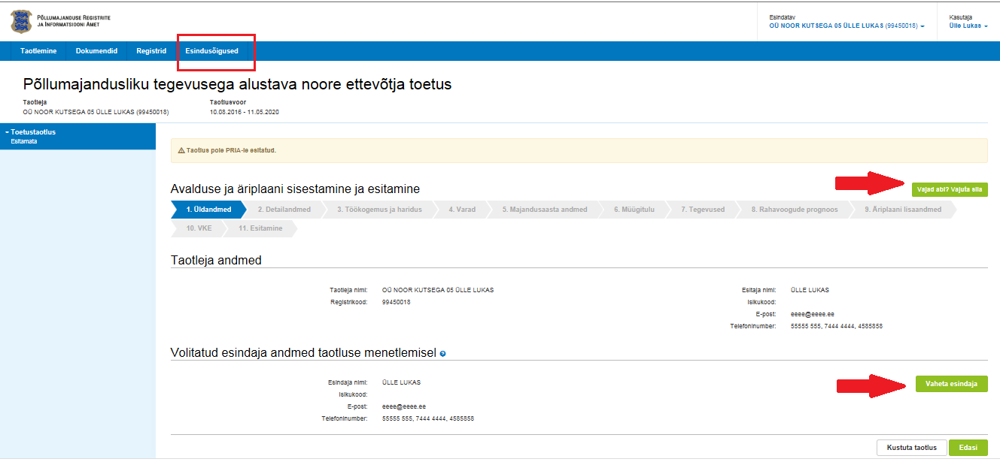 PÕLLUMAJANDUSE REGISTRITE
JA INFORMATSIOONI AMET
Esindatav
OÜ NOOR KUTSEGA 05 ÜLLE LUKAS (99450018)
Kasutaja
Ülle Lukas
Taotlemine
Dokumendid
Registrid
Esindusõigused
Põllumajandusliku tegevusega alustava noore ettevõtja toetus
Taotleja
OÜ NOOR KUTSEGA 05 ÜLLE LUKAS (99450018)
Taotlusvoor
10.08.2016 - 11.05.2020
Toetustaotlus
Esitamata
Taotlus pole PRIA-le esitatud.
Avalduse ja äriplaani sisestamine ja esitamine
Vajad abi? Vajuta siia
1. Üldandmed
2. Detailandmed
3. Töökogemus ja haridus
4. Varad
5. Majandusaasta andmed
6. Müügitulu
7. Tegevused
8. Rahavoogude prognoos
9. Äriplaani lisaandmed
10. VKE
11. Esitamine
Taotleja andmed
Taotleja nimi: OÜ NOOR KUTSEGA 05 ÜLLE LUKAS
Registrikood: 99450018
Esitaja nimi: ÜLLE LUKAS
Isikukood:
E-post: eeee@eeee.ee
Telefoninumber: 55555 555, 7444 4444, 4585858
Volitatud esindaja andmed taotluse menetlemisel
Esindaja nimi: ÜLLE LUKAS
Isikukood:
E-post: eeee@eeee.ee
Telefoninumber: 55555 555, 7444 4444, 4585858
Vaheta esindaja
Kustuta taotlus
Edasi